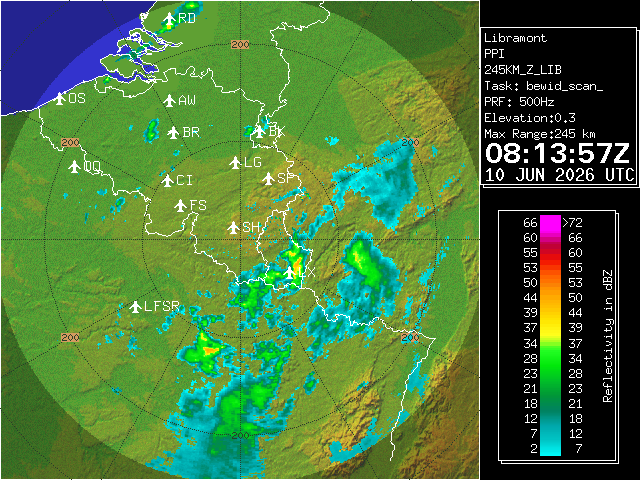 RD
200
OS
AW
BR
BK
200
200
QQ
LG
CI
SP
FS
SH
LX
LFSR
200
200
200
Libramont
PPI
245KM_Z_LIB
Task: bewid_scan_
PRF: 500Hz
Elevation:0.3
Max Range:245 km
08:13:57Z
10 JUN 2026 UTC
66 >72
60 66
55 60
53 55
50 53
44 50
39 44
37 39
34 37
28 34
23 28
21 23
18 21
12 18
7 12
2 7
Reflectivity in dBZ